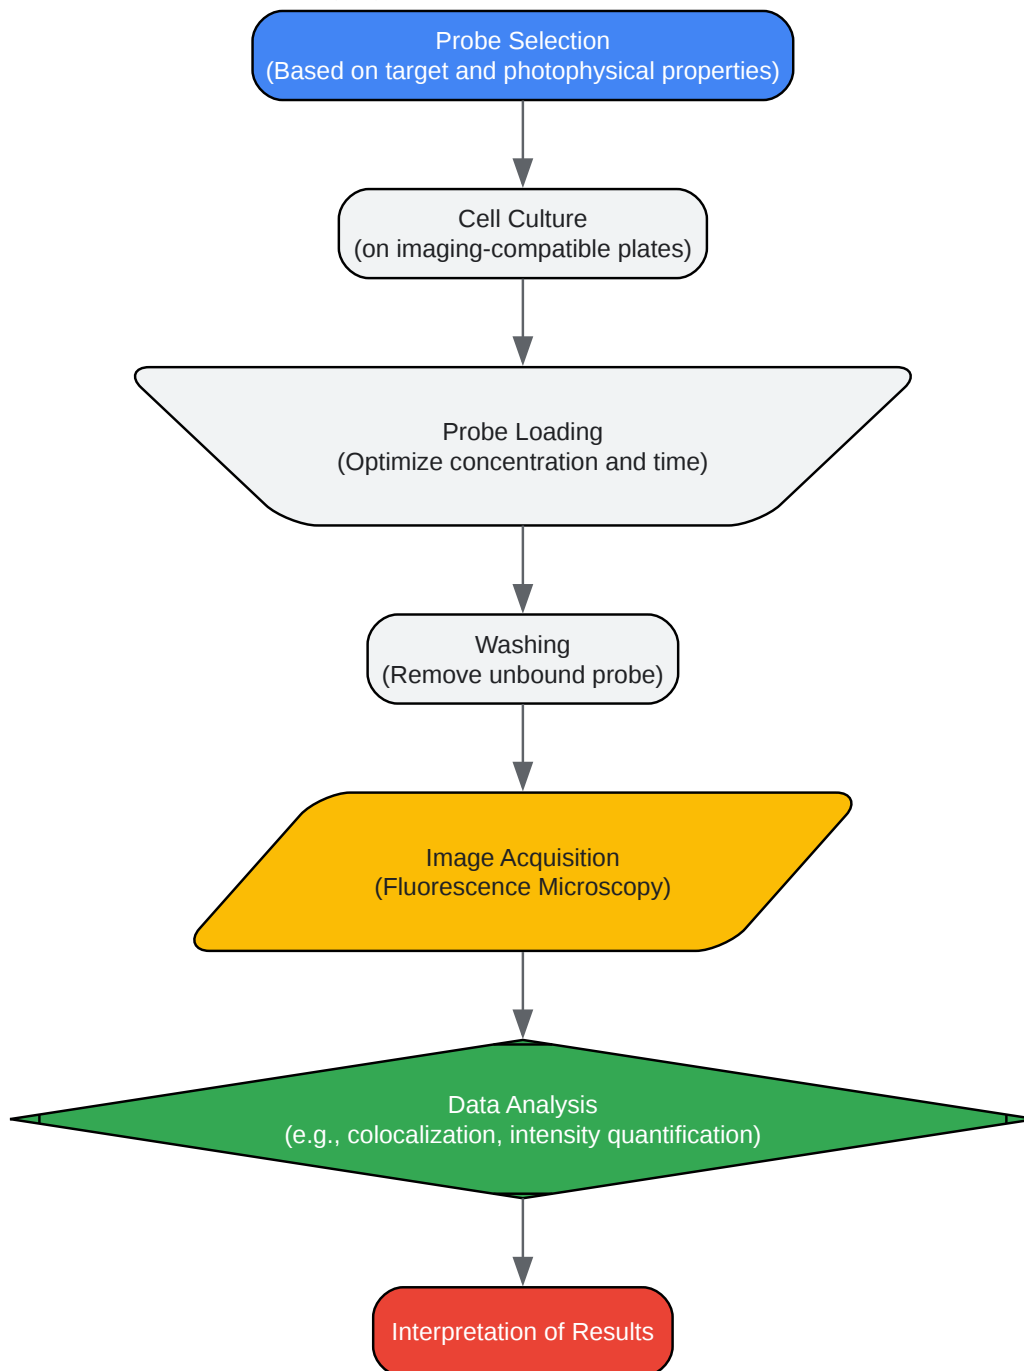 Probe Selection
(Based on target and photophysical properties)
Cell Culture
(on imaging-compatible plates)
Probe Loading
(Optimize concentration and time)
Washing
(Remove unbound probe)
Image Acquisition
(Fluorescence Microscopy)
Data Analysis
(e.g., colocalization, intensity quantification)
Interpretation of Results